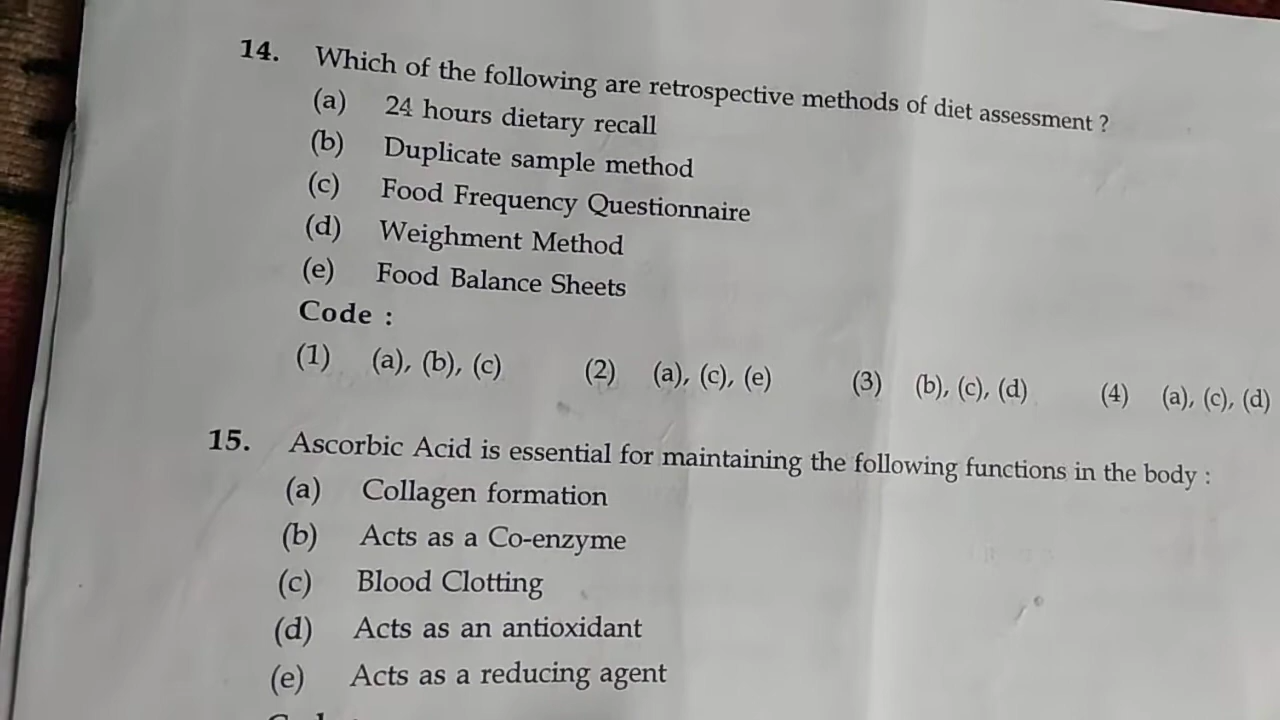 14. Which of the following are retrospective methods of diet assessment ?
(a) 24 hours dietary recall
(b) Duplicate sample method
(c) Food Frequency Questionnaire
(d) Weighment Method
(e) Food Balance Sheets
Code :
(1) (a), (b), (c) (2) (a), (c), (e) (3) (b), (c), (d) (4) (a), (c), (d)
15. Ascorbic Acid is essential for maintaining the following functions in the body :
(a) Collagen formation
(b) Acts as a Co-enzyme
(c) Blood Clotting
(d) Acts as an antioxidant
(e) Acts as a reducing agent